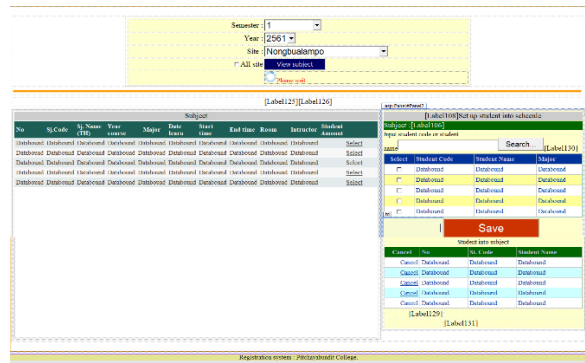 Semester : 1
Year : 2561
Site : Nongbualampo
All site View subject
Please wait
[Label125][Label126]
Subject
No Sj.Code Sj. Name (TH) Year course Major Date learn Start time End time Room Intructor Student Amount
Databound Databound Databound Databound Databound Databound Databound Databound Databound Databound Select
Databound Databound Databound Databound Databound Databound Databound Databound Databound Databound Select
Databound Databound Databound Databound Databound Databound Databound Databound Databound Databound Select
Databound Databound Databound Databound Databound Databound Databound Databound Databound Databound Select
Databound Databound Databound Databound Databound Databound Databound Databound Databound Databound Select
asp:Panel#Panel2
[Label108]Set up student into schecule
Subject :[Label106]
Input student code or student
name Search... [Label130]
Select Student Code Student Name Major
Databound Databound Databound
Databound Databound Databound
Databound Databound Databound
Databound Databound Databound
Databound Databound Databound
Save
Student into subject
Cancel No St. Code Student Name
Cancel Databound Databound Databound
Cancel Databound Databound Databound
Cancel Databound Databound Databound
Cancel Databound Databound Databound
Cancel Databound Databound Databound
[Label129]
[Label131]
Registration system : Pitchayabundit College.